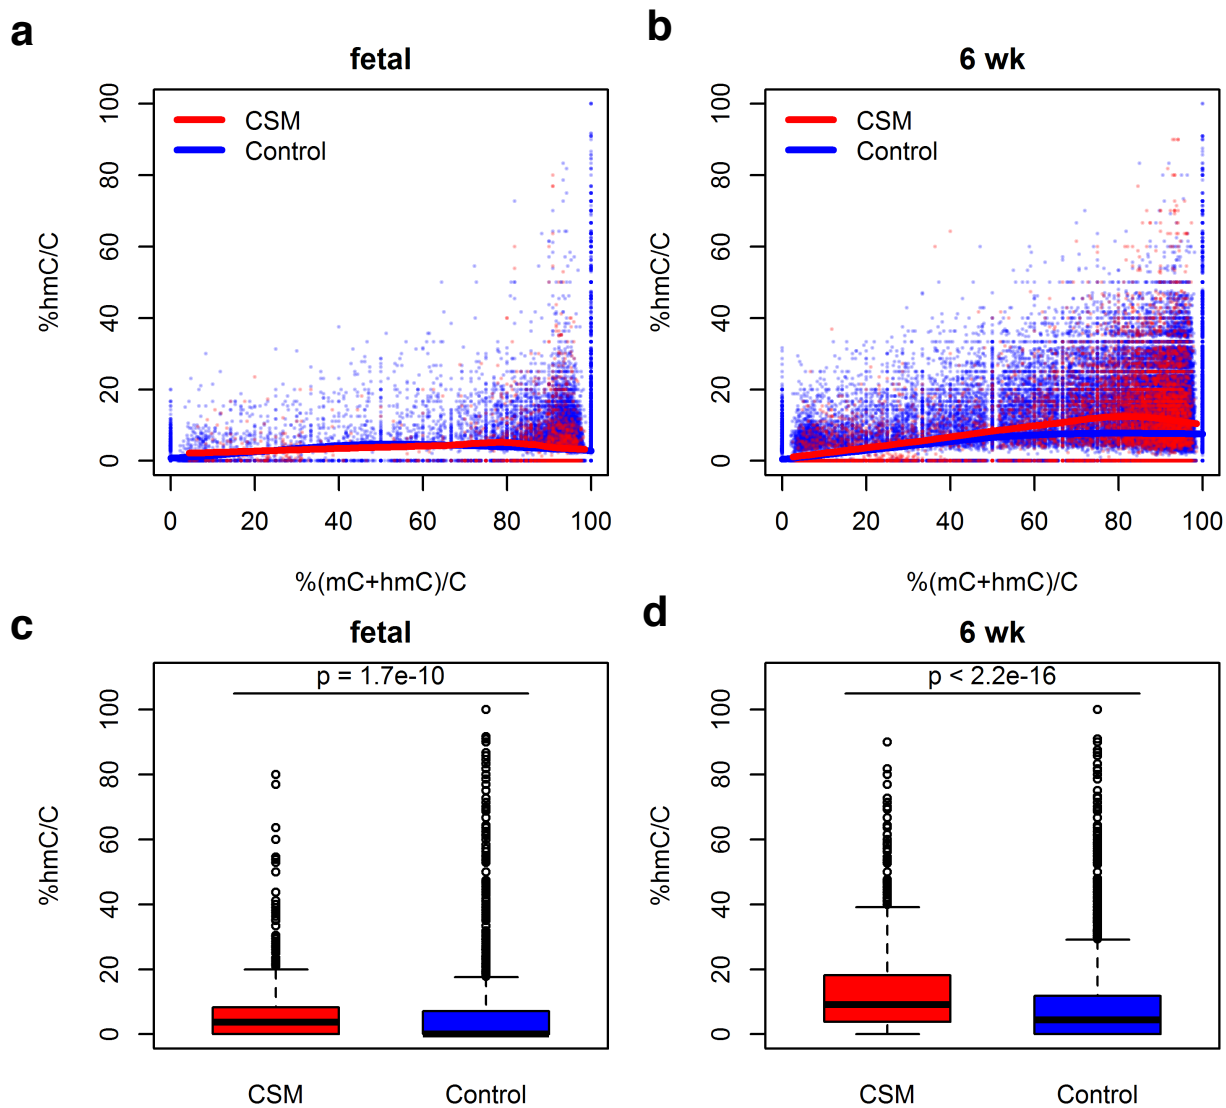 a
fetal
CSM
Control
%hmC/C
100
80
60
40
20
0
0 20 40 60 80 100
%(mC+hmC)/C
b
6 wk
CSM
Control
%hmC/C
100
80
60
40
20
0
0 20 40 60 80 100
%(mC+hmC)/C
c
fetal
p = 1.7e-10
%hmC/C
100
80
60
40
20
0
CSM Control
d
6 wk
p < 2.2e-16
%hmC/C
100
80
60
40
20
0
CSM Control